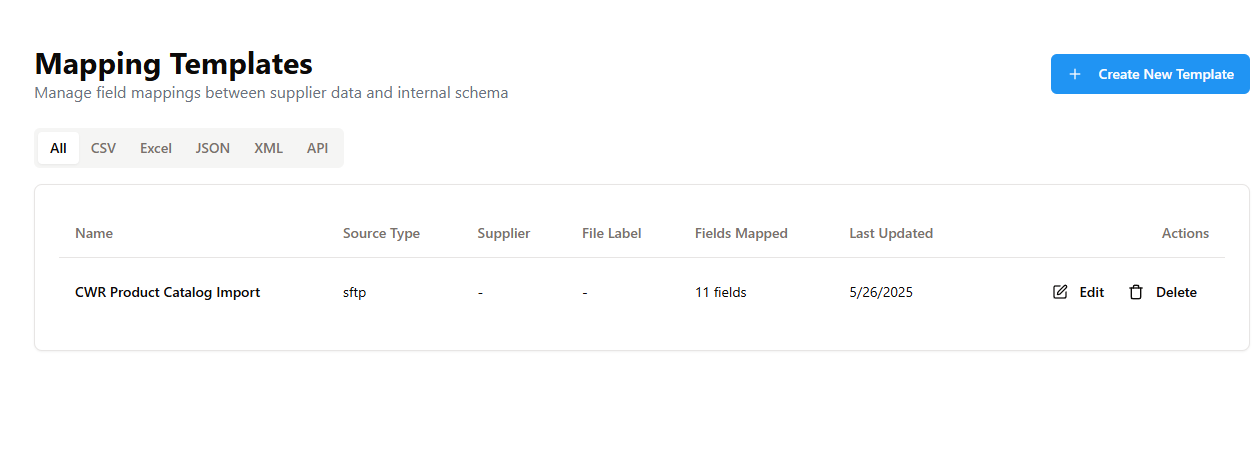 Mapping Templates
Manage field mappings between supplier data and internal schema
Create New Template
All CSV Excel JSON XML API
Name Source Type Supplier File Label Fields Mapped Last Updated Actions
CWR Product Catalog Import sftp - - 11 fields 5/26/2025 Edit Delete